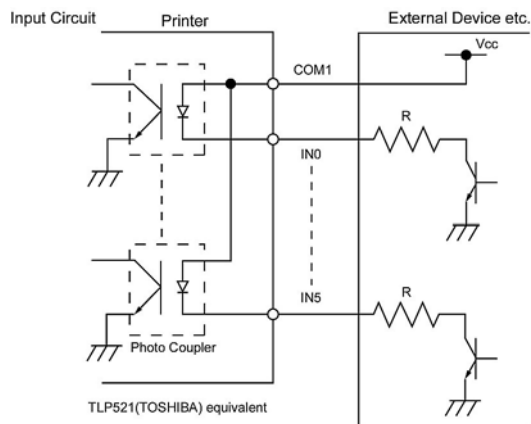 Input Circuit
Printer
External Device etc.
Vcc
COM1
R
IN0
R
IN5
Photo Coupler
TLP521(TOSHIBA) equivalent